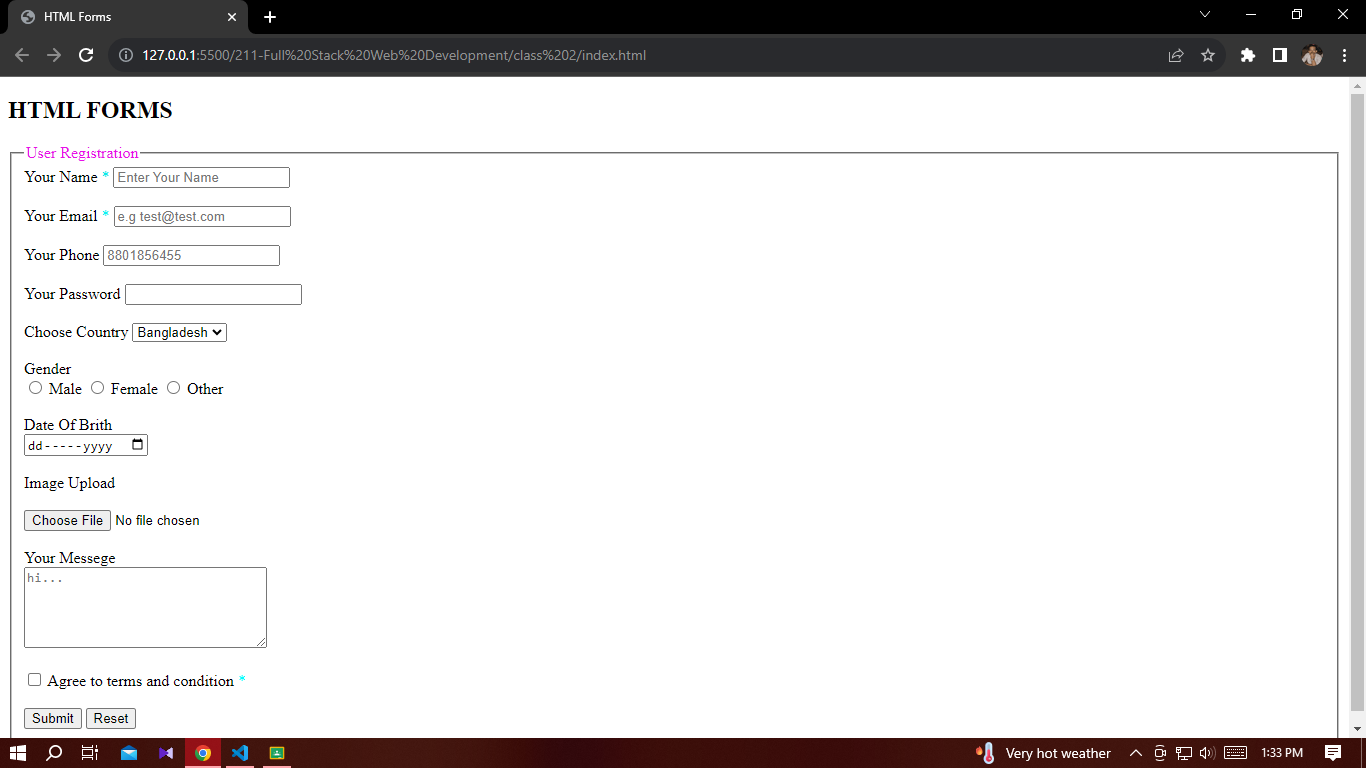 HTML Forms
127.0.0.1:5500/211-Full%20Stack%20Web%20Development/class%202/index.html
HTML FORMS
User Registration
Your Name * Enter Your Name
Your Email * e.g test@test.com
Your Phone 8801856455
Your Password
Choose Country Bangladesh
Gender
Male Female Other
Date Of Brith
dd-----yyyy
Image Upload
Choose File No file chosen
Your Messege
hi...
Agree to terms and condition *
Submit Reset
Very hot weather 1:33 PM